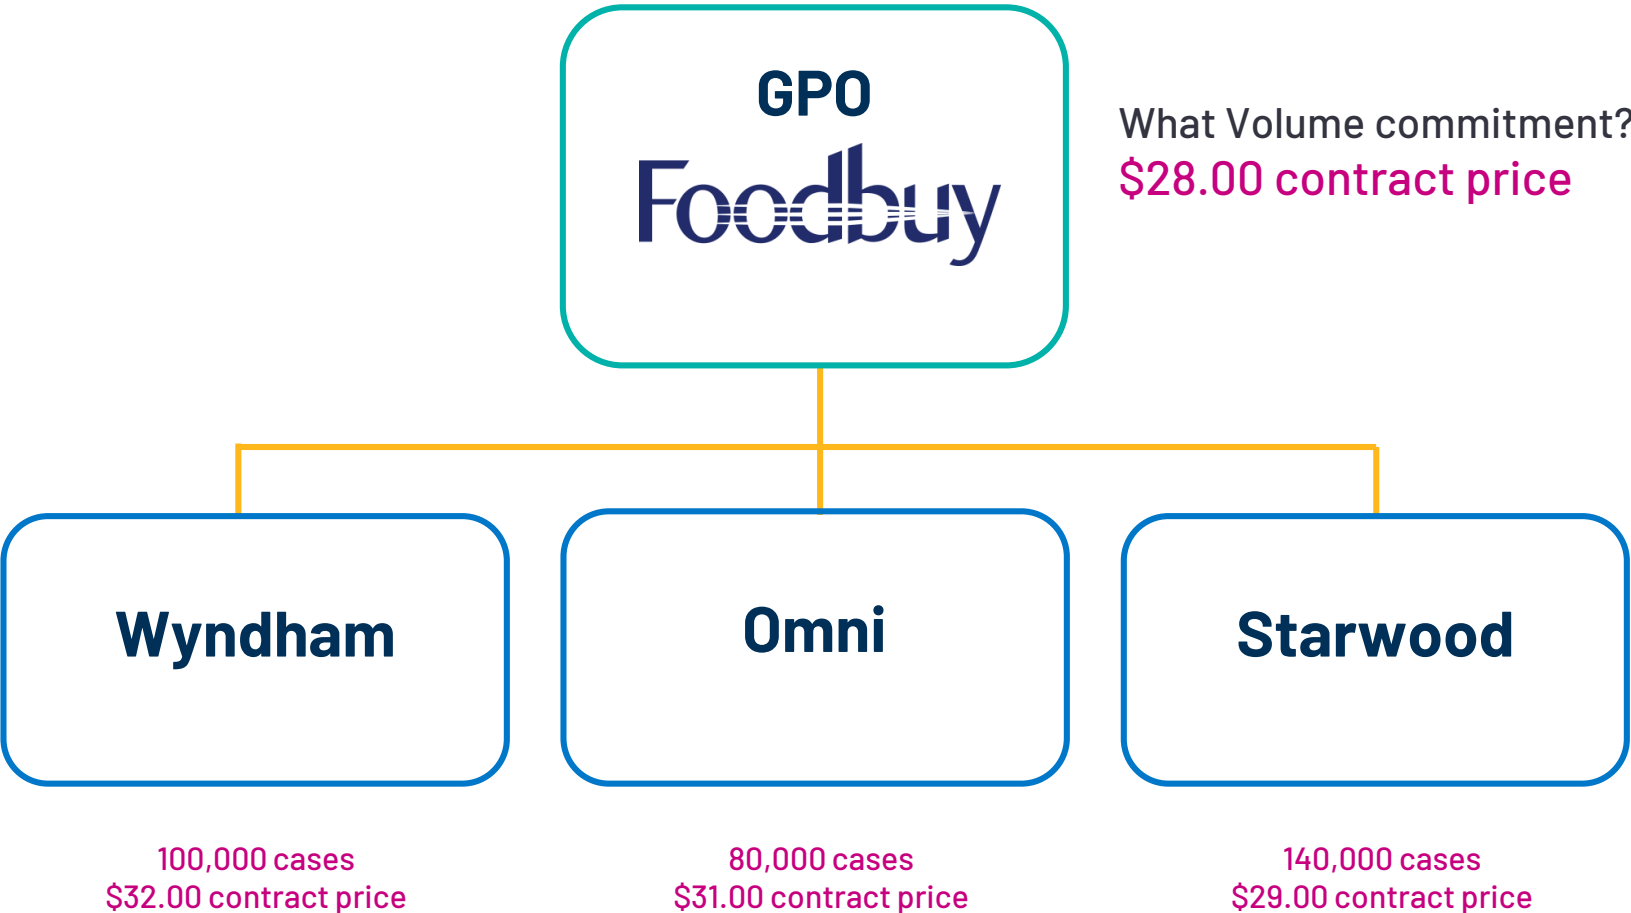 GPO
Foodbuy
What Volume commitment?
$28.00 contract price
Wyndham
Omni
Starwood
100,000 cases
$32.00 contract price
80,000 cases
$31.00 contract price
140,000 cases
$29.00 contract price